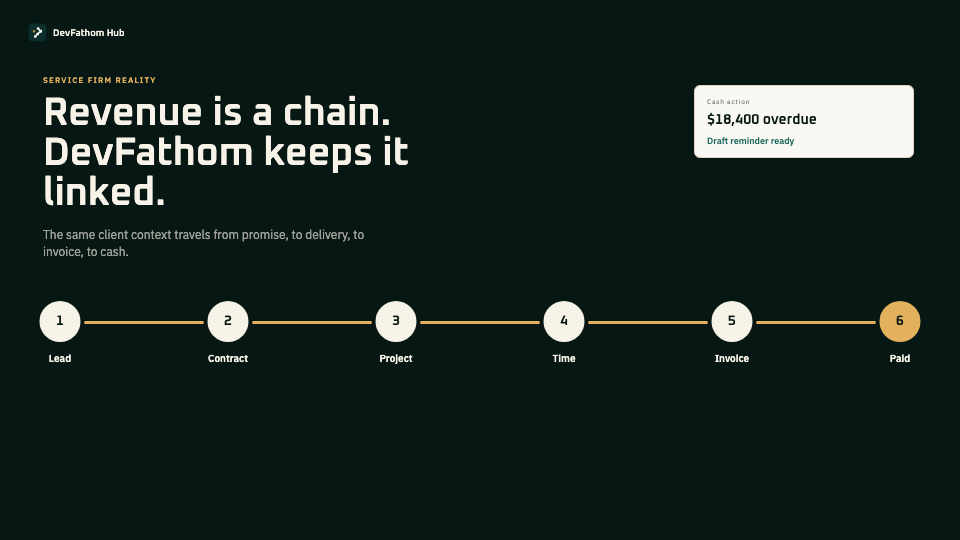 DevFathom Hub
SERVICE FIRM REALITY
Revenue is a chain.
DevFathom keeps it
linked.
The same client context travels from promise, to delivery, to
invoice, to cash.
Cash action
$18,400 overdue
Draft reminder ready
1 2 3 4 5 6
Lead Contract Project Time Invoice Paid